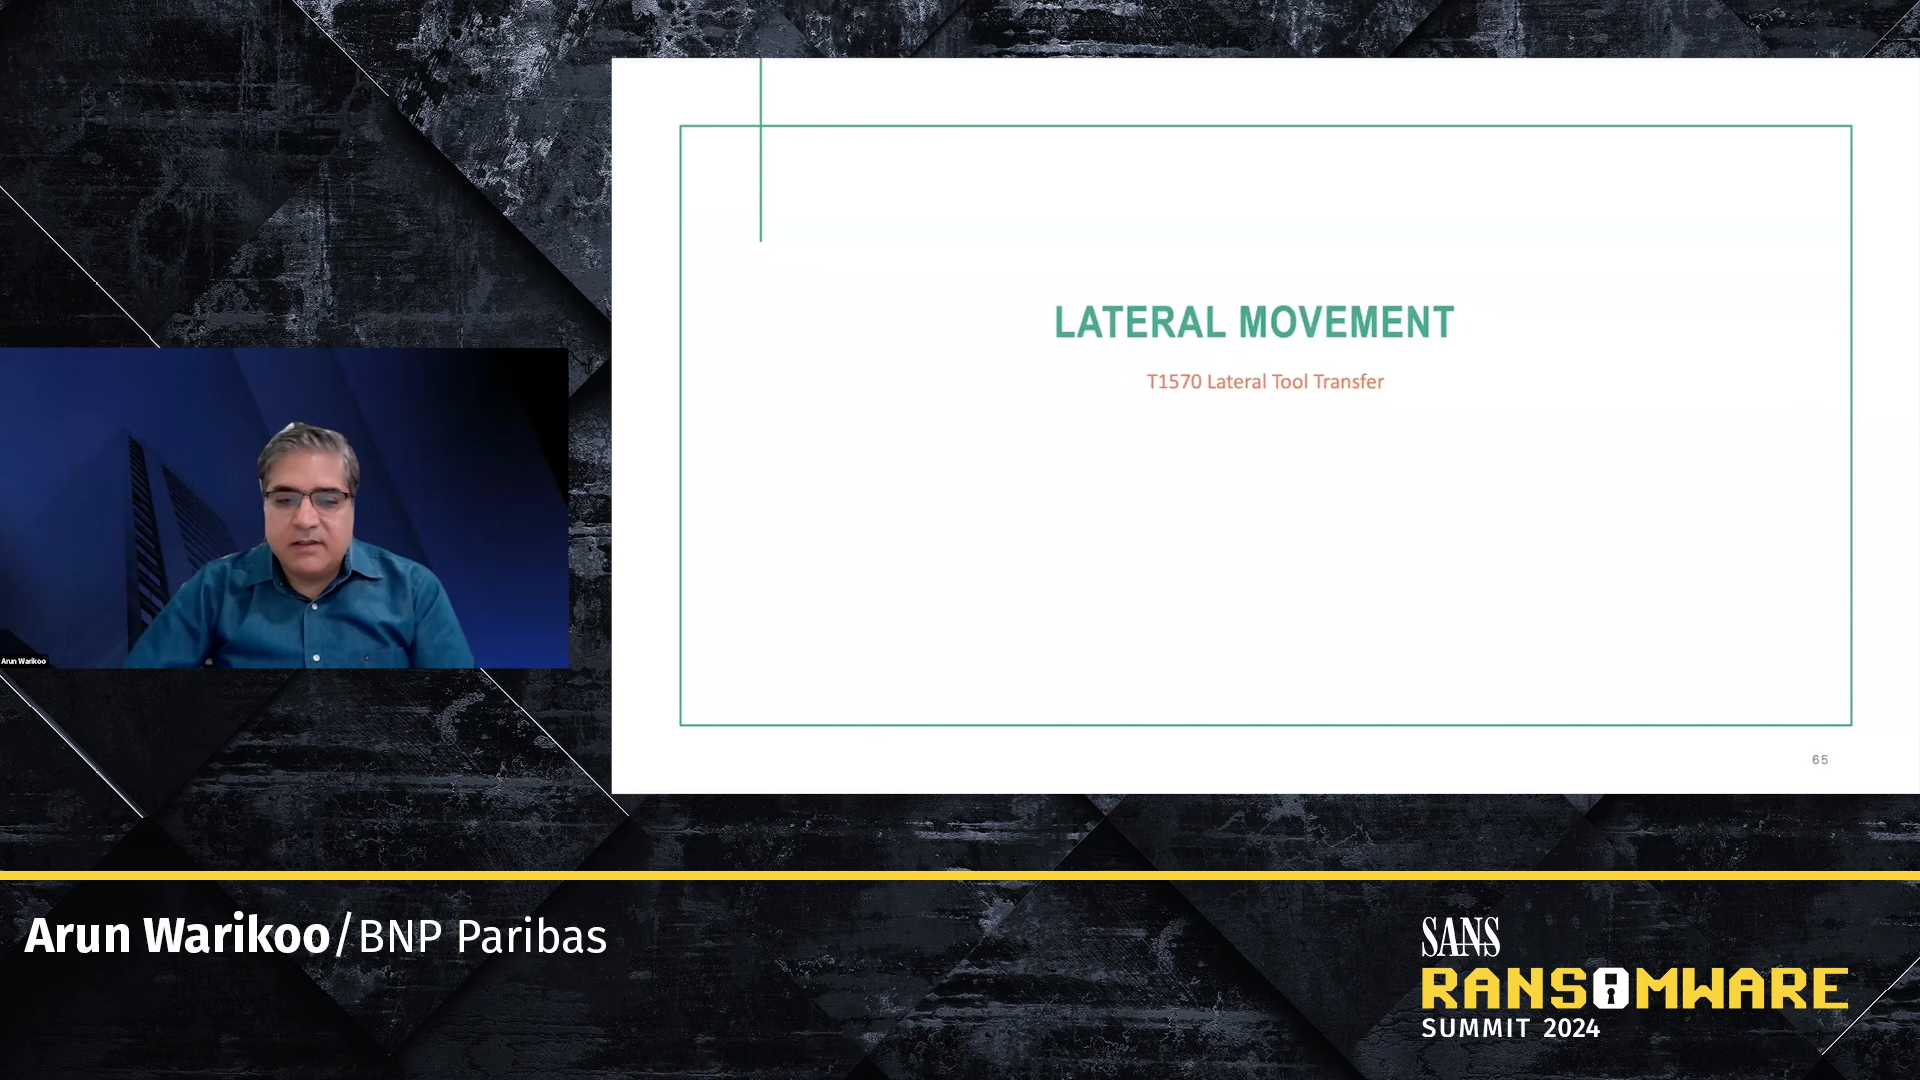 LATERAL MOVEMENT
T1570 Lateral Tool Transfer
65
Arun Warikoo
Arun Warikoo/BNP Paribas
SANS
RANSOMWARE
SUMMIT 2024